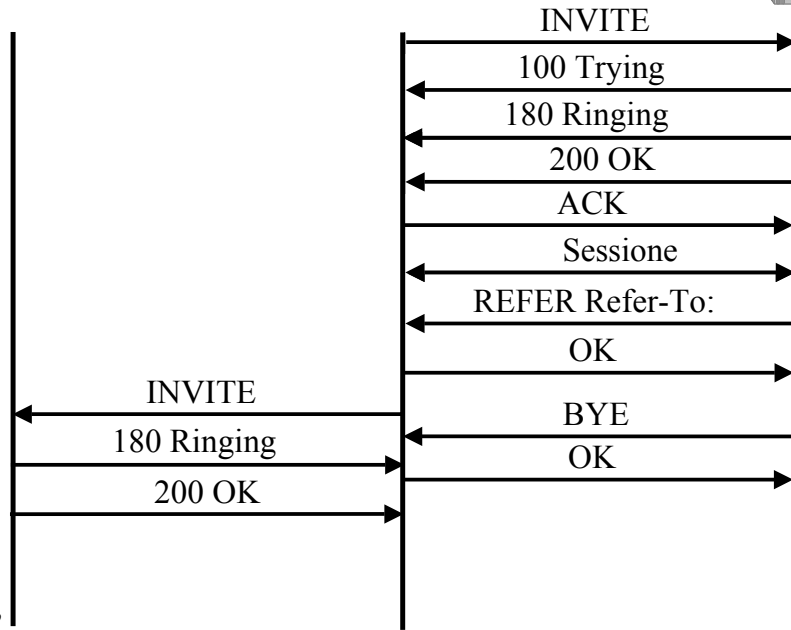 INVITE
100 Trying
180 Ringing
200 OK
ACK
Sessione
REFER Refer-To:
OK
INVITE
BYE
180 Ringing
OK
200 OK